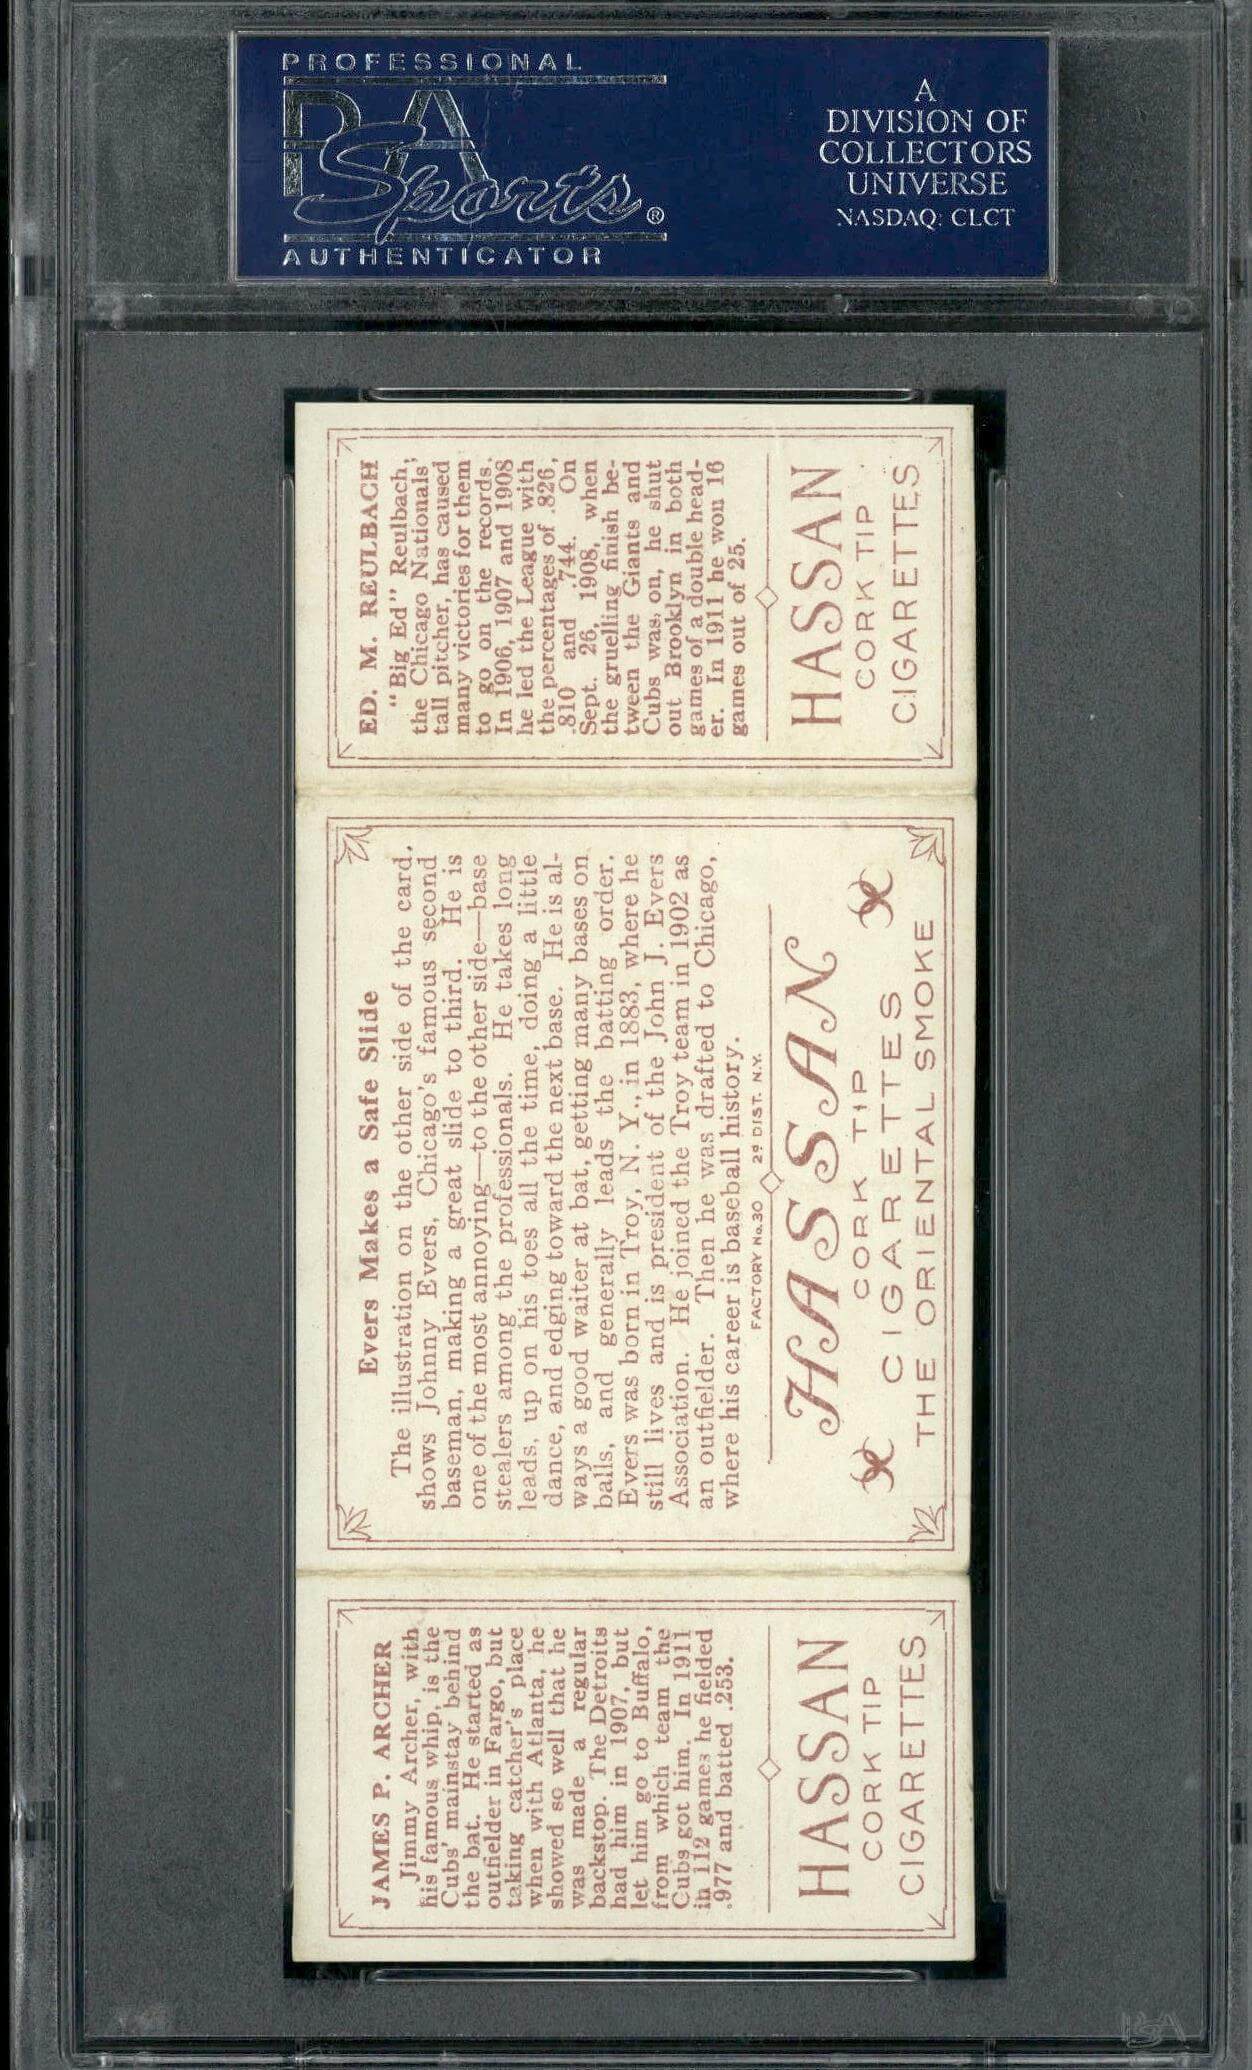 PROFESSIONAL
PSA
Sports®
AUTHENTICATOR
A
DIVISION OF
COLLECTORS
UNIVERSE
NASDAQ: CLCT
JAMES P. ARCHER
Jimmy Archer, with
his famous whip, is the
Cubs' mainstay behind
the bat. He started as
outfielder in Fargo, but
taking catcher's place
when with Atlanta, he
showed so well that he
was made a regular
backstop. The Detroits
had him in 1907, but
let him go to Buffalo,
from which team the
Cubs got him. In 1911
in 112 games he fielded
.977 and batted .253.
HASSAN
CORK TIP
CIGARETTES
Evers Makes a Safe Slide
The illustration on the other side of the card,
shows Johnny Evers, Chicago's famous second
baseman, making a great slide to third. He is
one of the most annoying—to the other side—base
stealers among the professionals. He takes long
leads, up on his toes all the time, doing a little
dance, and edging toward the next base. He is al-
ways a good waiter at bat, getting many bases on
balls, and generally leads the batting order.
Evers was born in Troy, N. Y., in 1883, where he
still lives and is president of the John J. Evers
Association. He joined the Troy team in 1902 as
an outfielder. Then he was drafted to Chicago,
where his career is baseball history.
FACTORY No. 30 2d DIST. N.Y.
HASSAN
CORK TIP
CIGARETTES
THE ORIENTAL SMOKE
ED. M. REULBACH
"Big Ed" Reulbach,
the Chicago Nationals'
tall pitcher, has caused
many victories for them
to go on the records.
In 1906, 1907 and 1908
he led the League with
the percentages of .826,
.810 and .744. On
Sept. 26, 1908, when
the gruelling finish be-
tween the Giants and
Cubs was on, he shut
out Brooklyn in both
games of a double head-
er. In 1911 he won 16
games out of 25.
HASSAN
CORK TIP
CIGARETTES
PSA